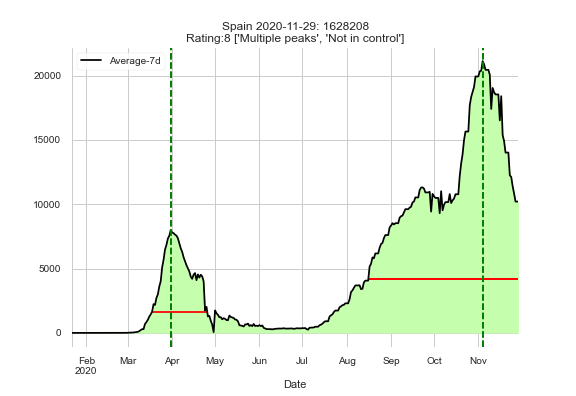 Spain 2020-11-29: 1628208
Rating:8 ['Multiple peaks', 'Not in control']
Average-7d
20000
15000
10000
5000
0
Feb Mar Apr May Jun Jul Aug Sep Oct Nov
2020
Date